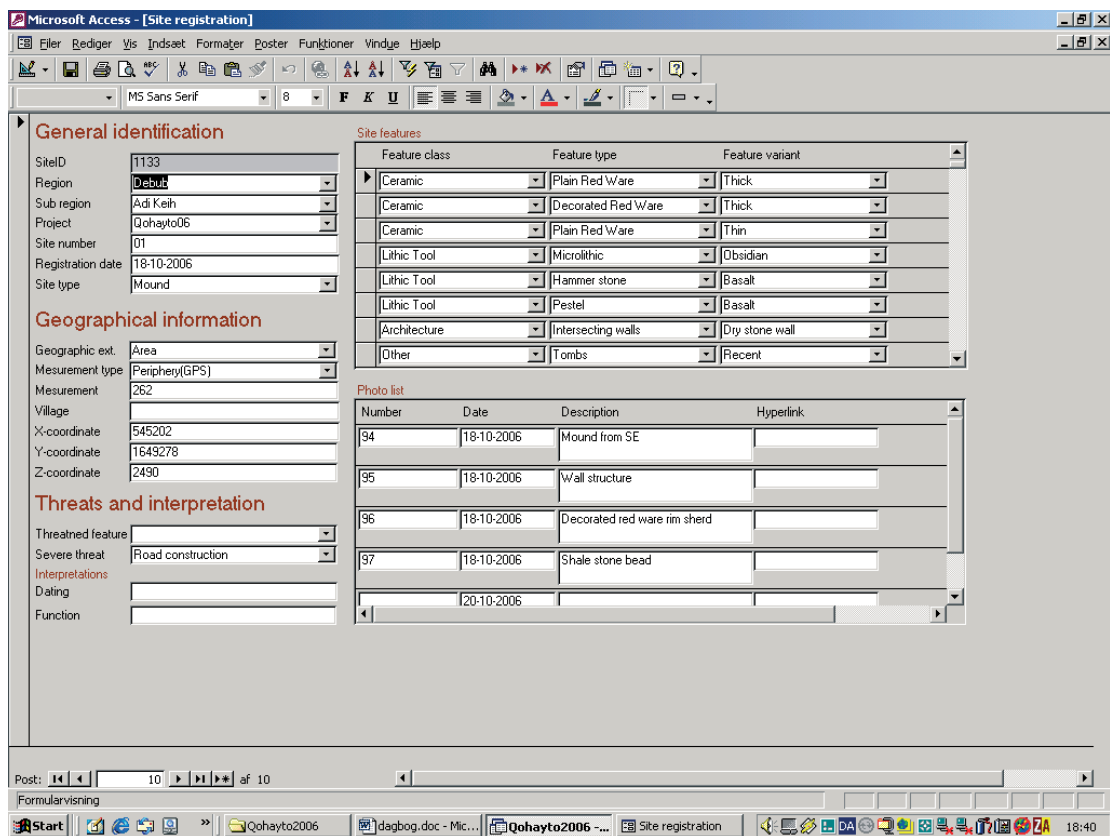 Microsoft Access - [Site registration]
Filer Rediger Vis Indsæt Formater Poster Funktioner Vindue Hjælp
MS Sans Serif 8 F K U
General identification
SiteID 1133
Region Debub
Sub region Adi Keih
Project Qohayto06
Site number 01
Registration date 18-10-2006
Site type Mound
Geographical information
Geographic ext. Area
Mesurement type Periphery(GPS)
Mesurement 262
Village
X-coordinate 545202
Y-coordinate 1649278
Z-coordinate 2490
Threats and interpretation
Threatned feature
Severe threat Road construction
Interpretations
Dating
Function
Site features
Feature class Feature type Feature variant
Ceramic Plain Red Ware Thick
Ceramic Decorated Red Ware Thick
Ceramic Plain Red Ware Thin
Lithic Tool Microlithic Obsidian
Lithic Tool Hammer stone Basalt
Lithic Tool Pestel Basalt
Architecture Intersecting walls Dry stone wall
Other Tombs Recent
Photo list
Number Date Description Hyperlink
94 18-10-2006 Mound from SE
95 18-10-2006 Wall structure
96 18-10-2006 Decorated red ware rim sherd
97 18-10-2006 Shale stone bead
20-10-2006
Post: 10 af 10
Formularvisning
Start » Qohayto2006 dagbog.doc - Mic... Qohayto2006 -... Site registration DA ZA 18:40